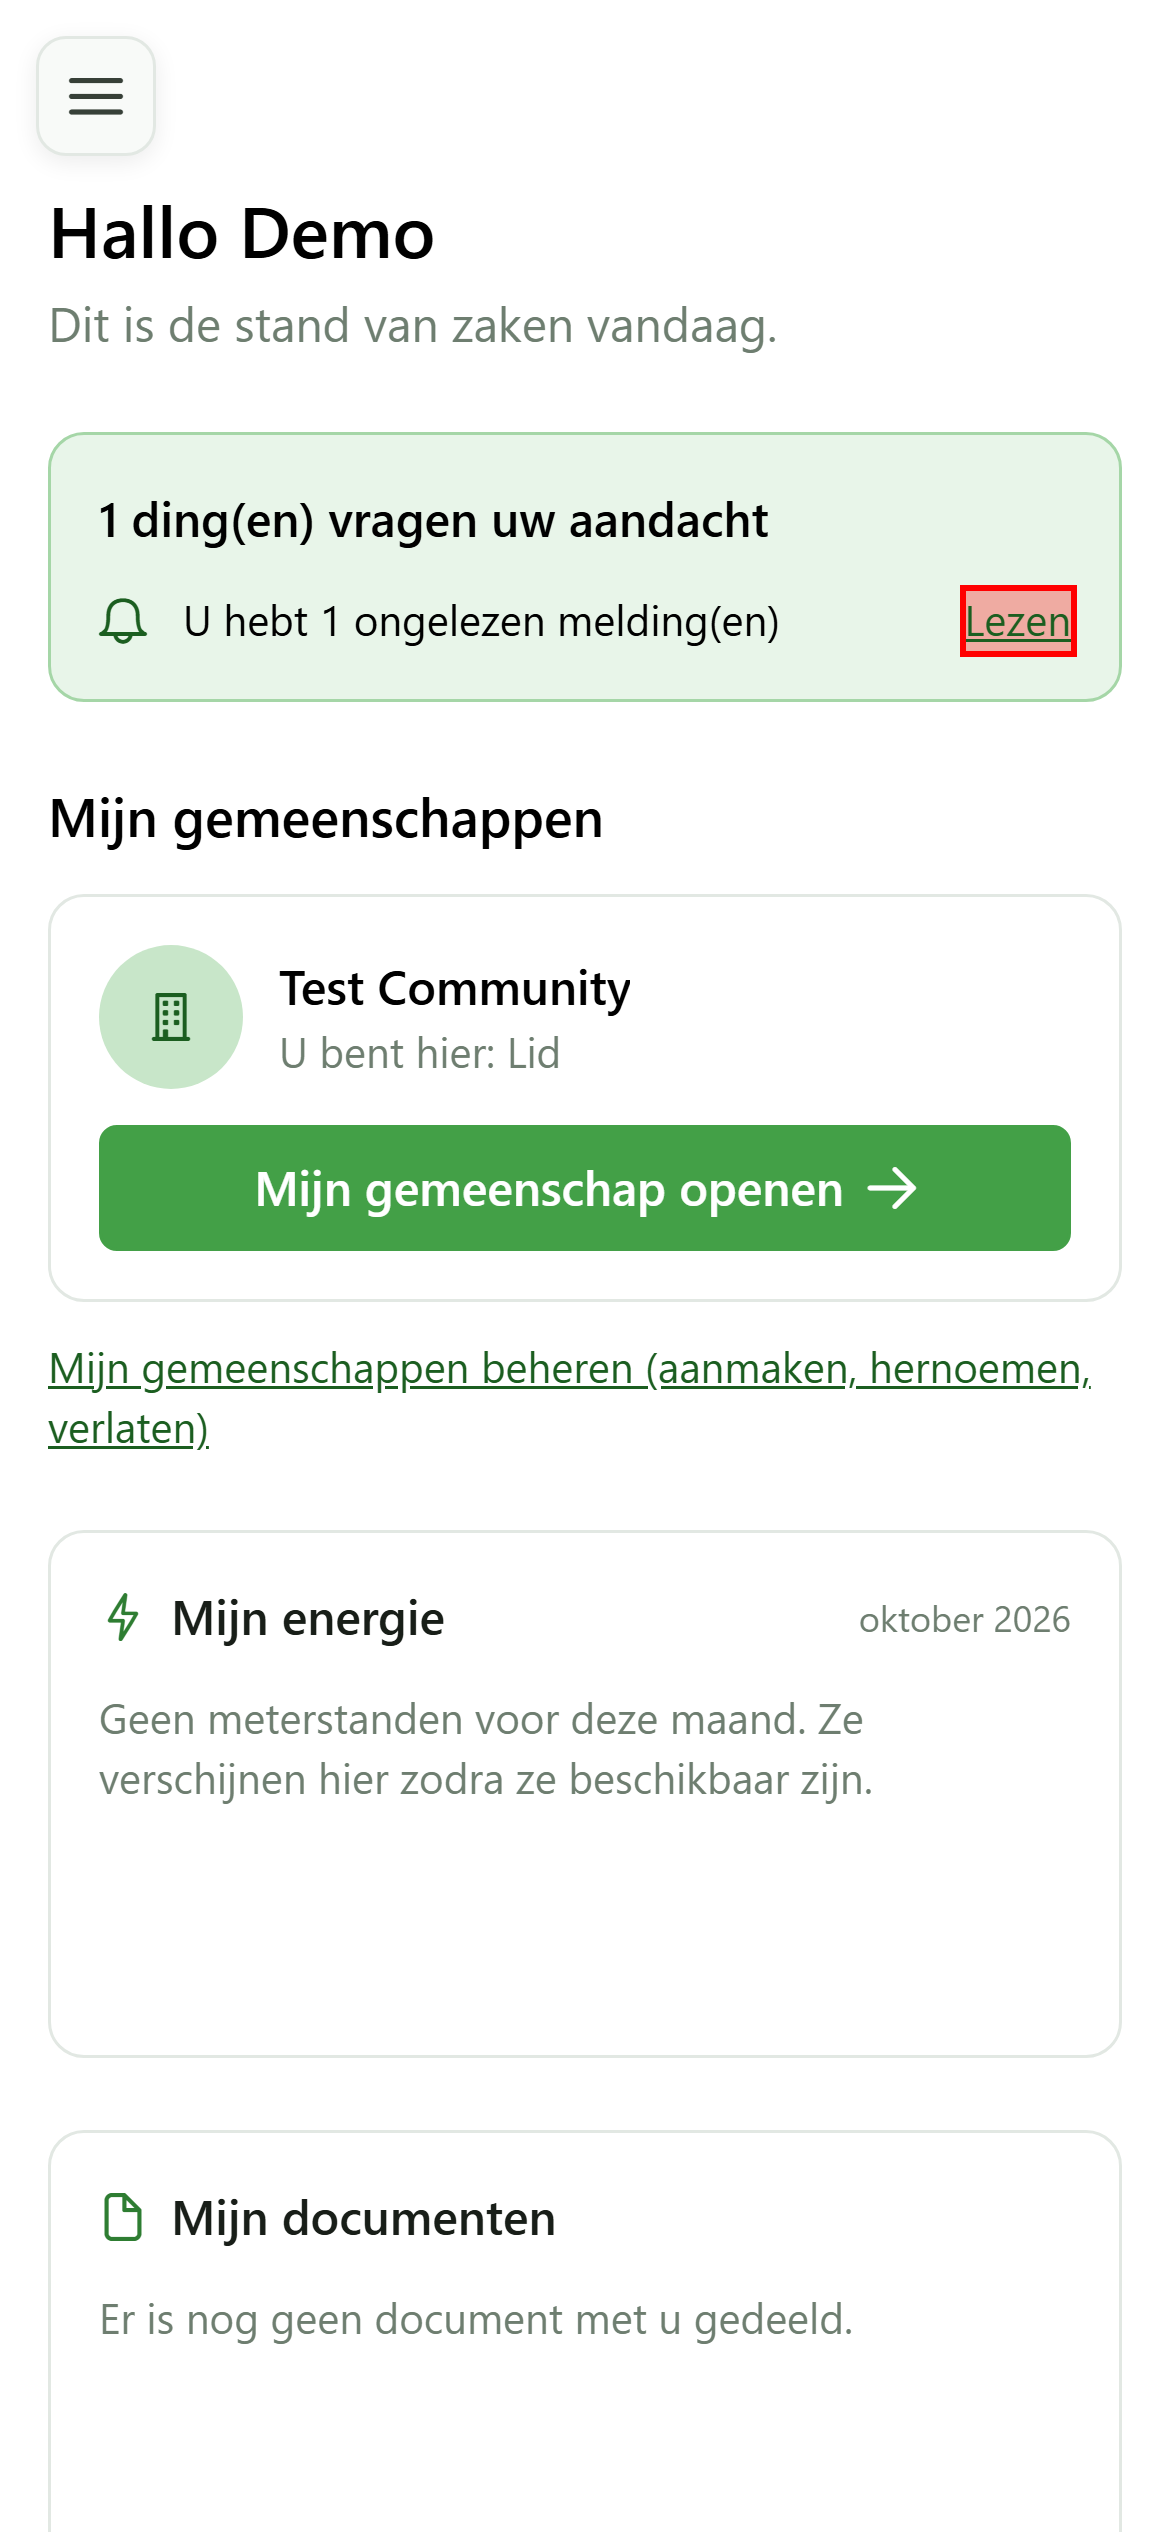 Hallo Demo
Dit is de stand van zaken vandaag.
1 ding(en) vragen uw aandacht
U hebt 1 ongelezen melding(en)
Lezen
Mijn gemeenschappen
Test Community
U bent hier: Lid
Mijn gemeenschap openen
Mijn gemeenschappen beheren (aanmaken, hernoemen,
verlaten)
Mijn energie
oktober 2026
Geen meterstanden voor deze maand. Ze
verschijnen hier zodra ze beschikbaar zijn.
Mijn documenten
Er is nog geen document met u gedeeld.